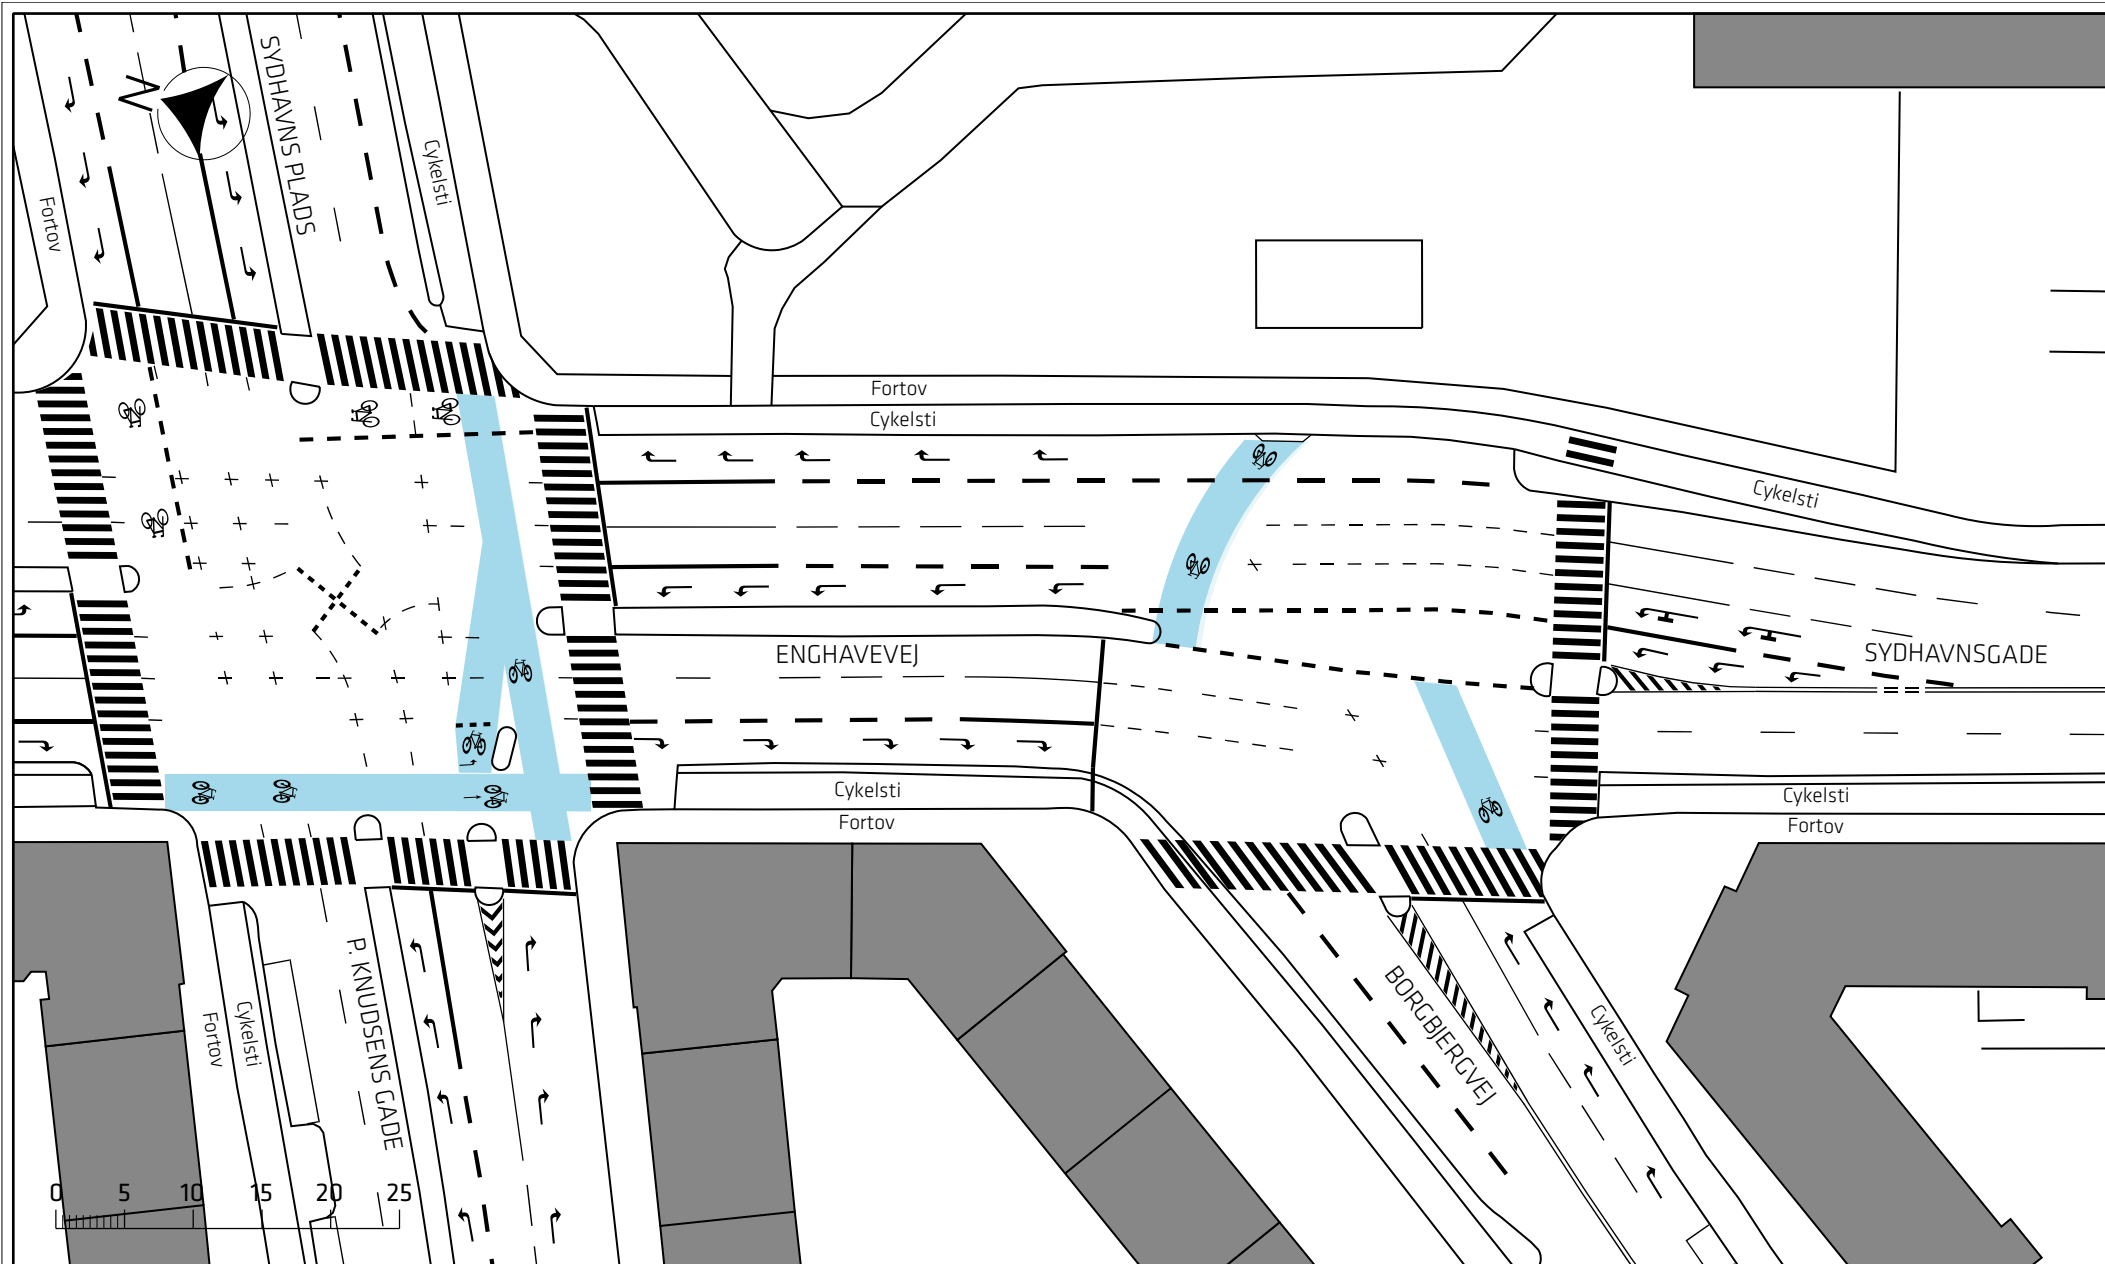 SYDHAVNS PLADS
N
Cykelsti
Fortov
Fortov
Cykelsti
Cykelsti
ENGHAVEVEJ
SYDHAVNSGADE
Cykelsti
Fortov
Cykelsti
Fortov
P. KNUDSENS GADE
Fortov
Cykelsti
BORGBJERGVEJ
Cykelsti
0 5 10 15 20 25